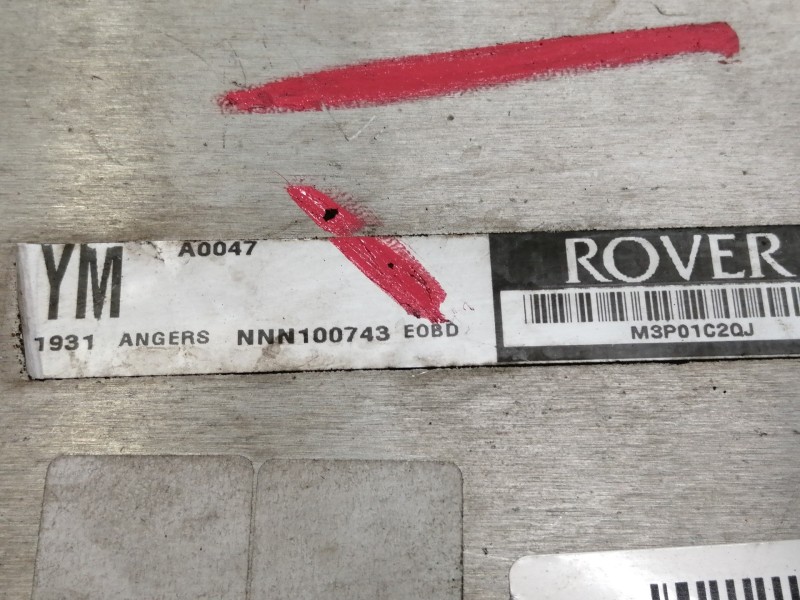 YM A0047
1931 ANGERS NNN100743 EOBD
ROVER
M3P01C2QJ